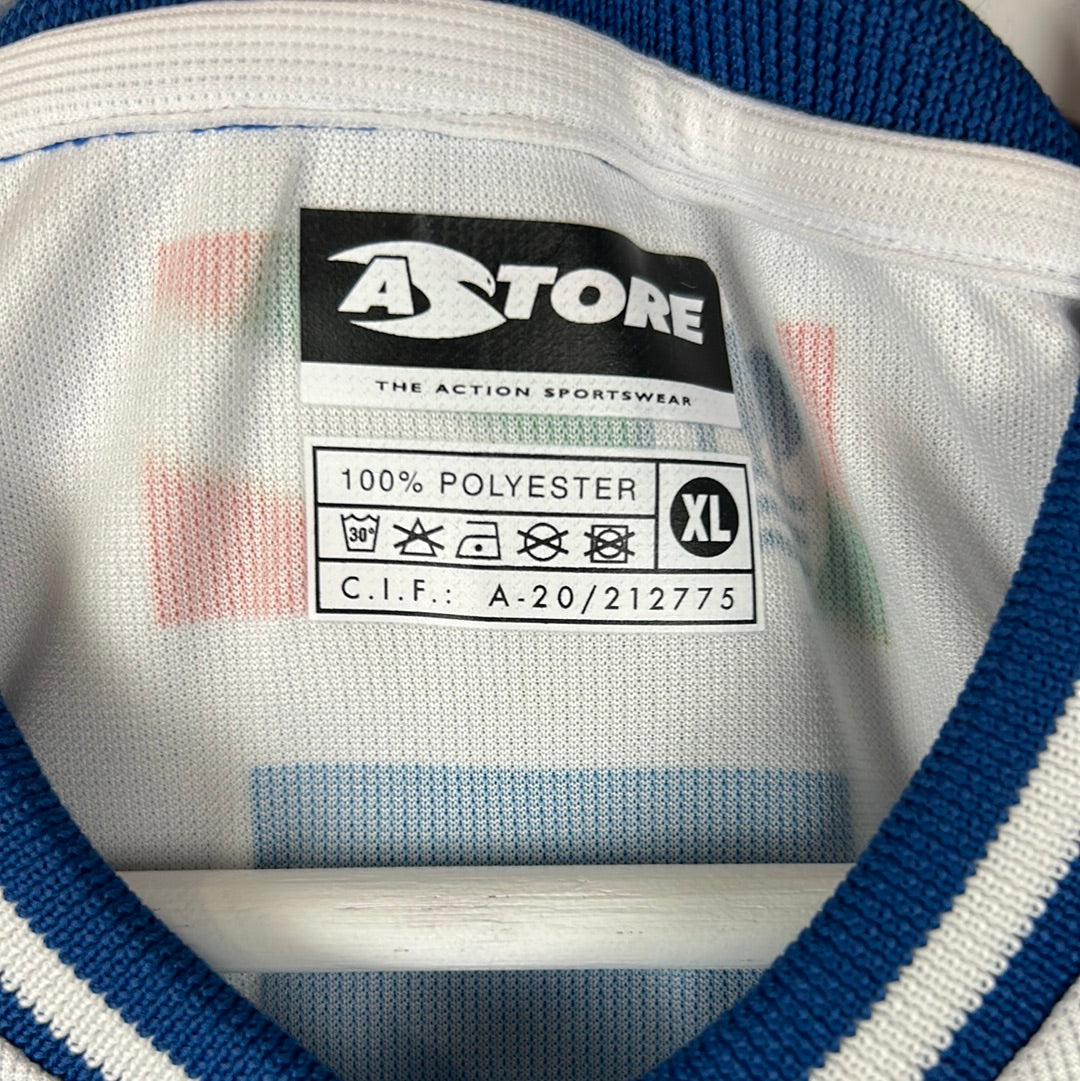 ASTORE
THE ACTION SPORTSWEAR
100% POLYESTER
XL
30°
C.I.F.: A-20/212775